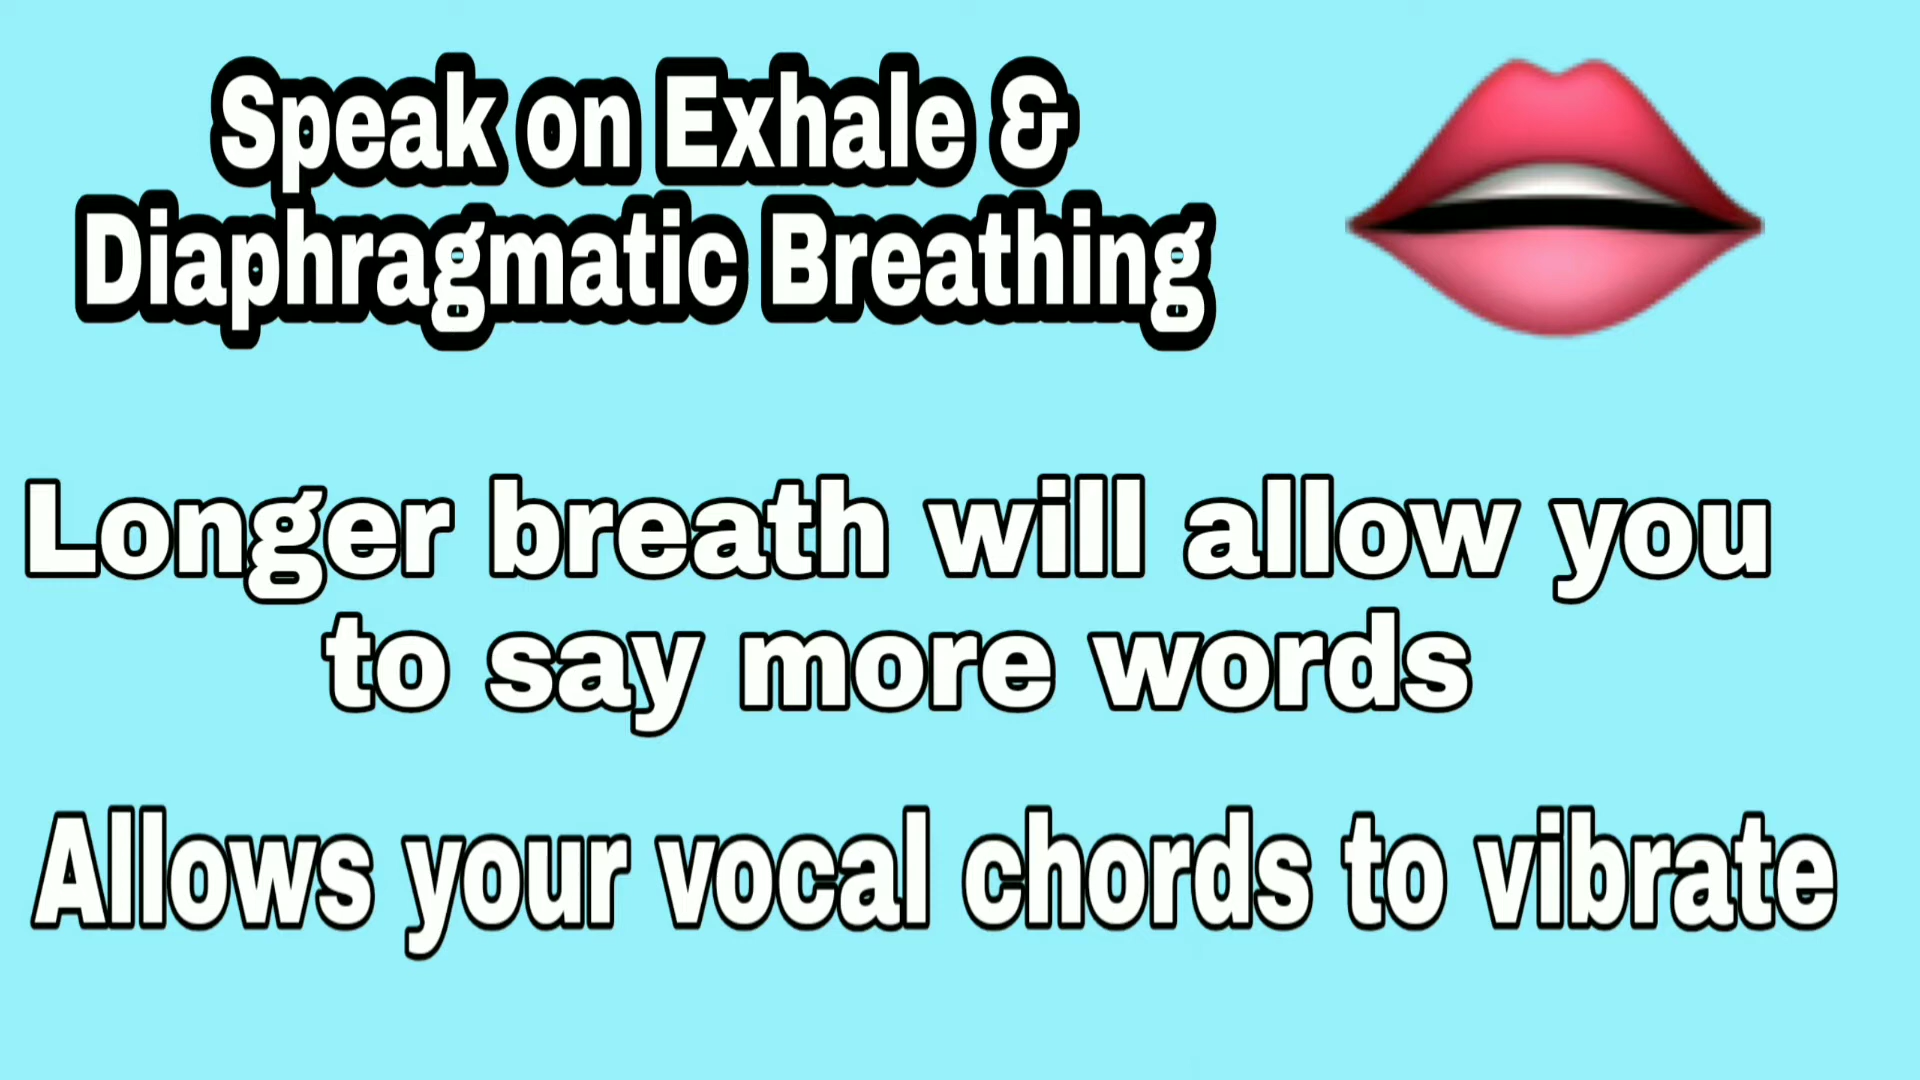 Speak on Exhale &
Diaphragmatic Breathing
Longer breath will allow you
to say more words
Allows your vocal chords to vibrate